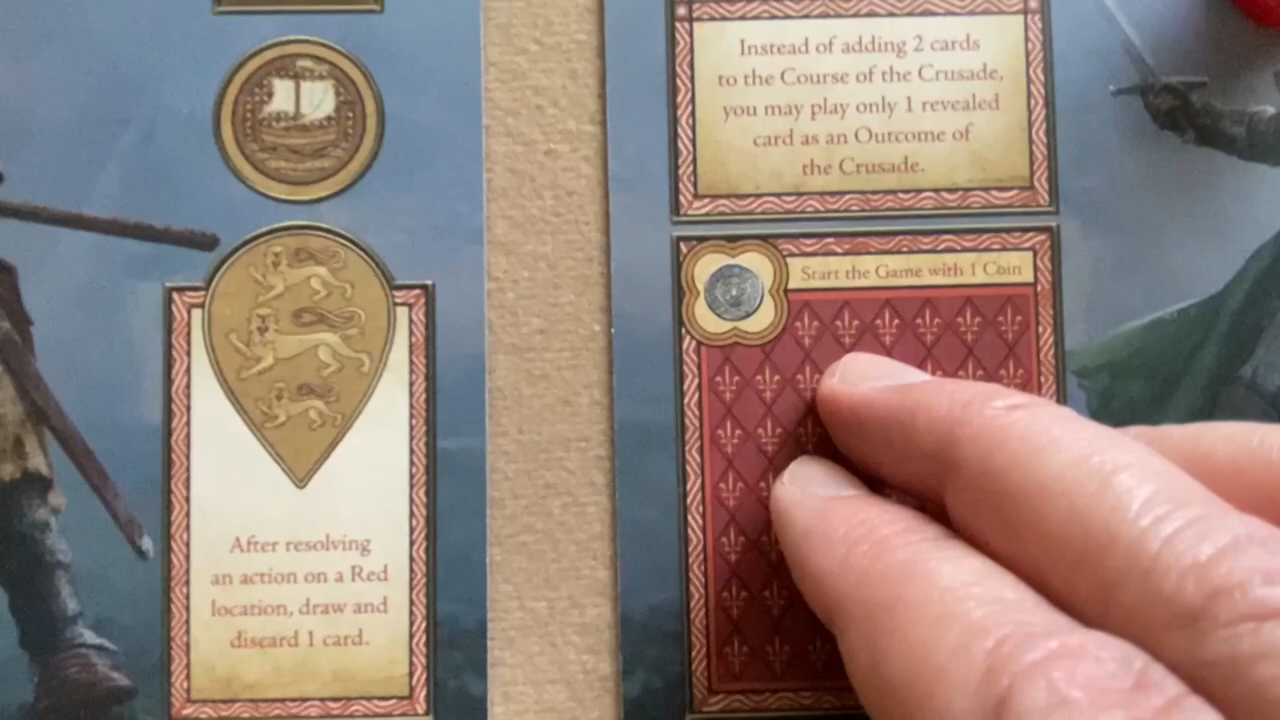 Instead of adding 2 cards
to the Course of the Crusade,
you may play only 1 revealed
card as an Outcome of
the Crusade.
Start the Game with 1 Coin
After resolving
an action on a Red
location, draw and
discard 1 card.